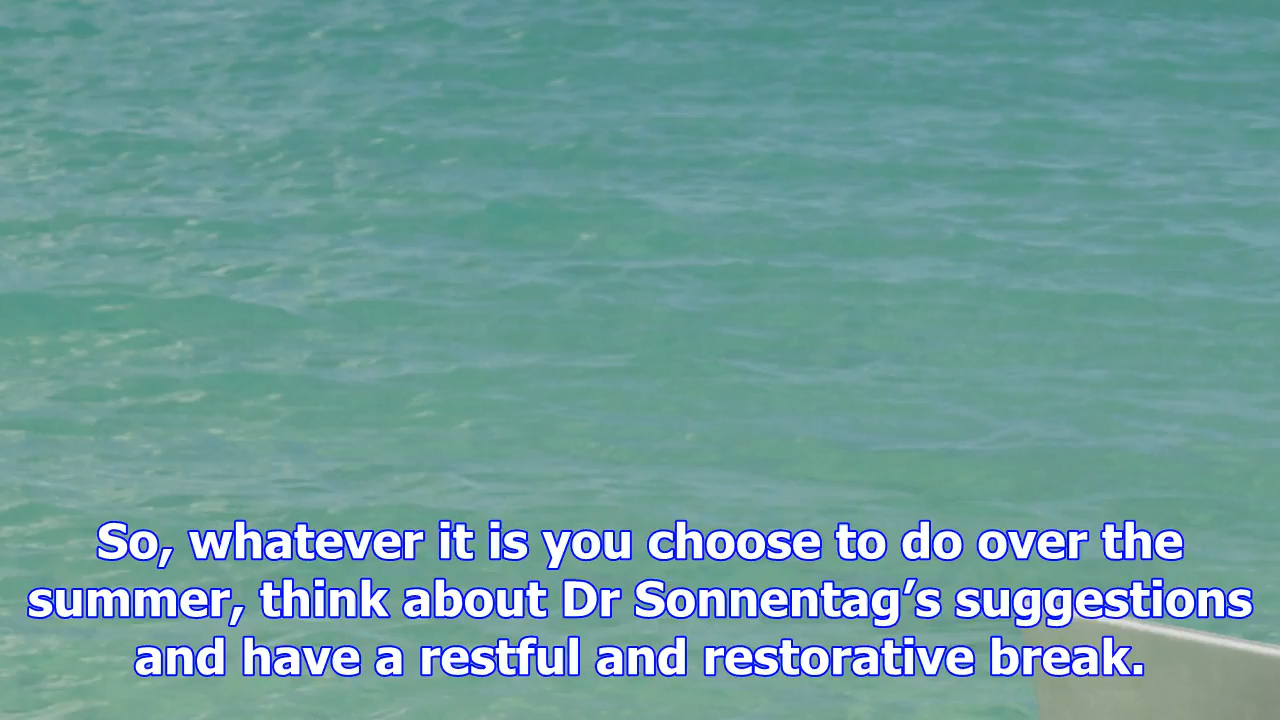 So, whatever it is you choose to do over the
summer, think about Dr Sonnentag’s suggestions
and have a restful and restorative break.